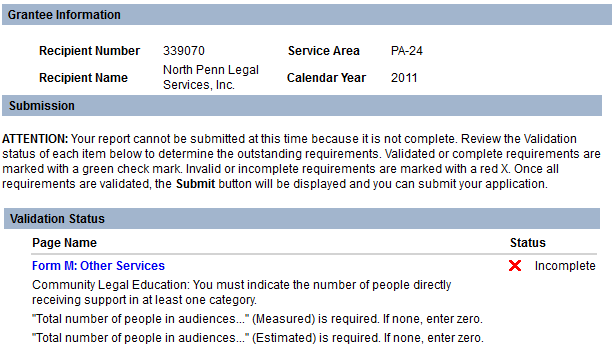 Grantee Information
Recipient Number 339070 Service Area PA-24
Recipient Name North Penn Legal Services, Inc. Calendar Year 2011
Submission
ATTENTION: Your report cannot be submitted at this time because it is not complete. Review the Validation
status of each item below to determine the outstanding requirements. Validated or complete requirements are
marked with a green check mark. Invalid or incomplete requirements are marked with a red X. Once all
requirements are validated, the Submit button will be displayed and you can submit your application.
Validation Status
Page Name Status
Form M: Other Services Incomplete
Community Legal Education: You must indicate the number of people directly
receiving support in at least one category.
"Total number of people in audiences..." (Measured) is required. If none, enter zero.
"Total number of people in audiences..." (Estimated) is required. If none, enter zero.